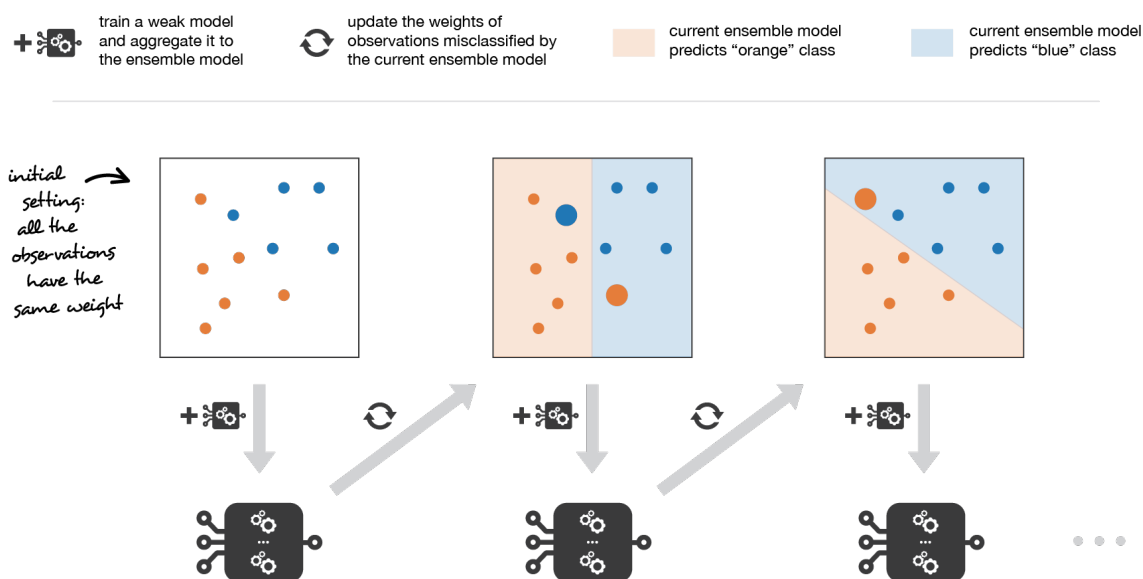 train a weak model
and aggregate it to
the ensemble model
update the weights of
observations misclassified by
the current ensemble model
current ensemble model
predicts “orange” class
current ensemble model
predicts “blue” class
initial
setting:
all the
observations
have the
same weight